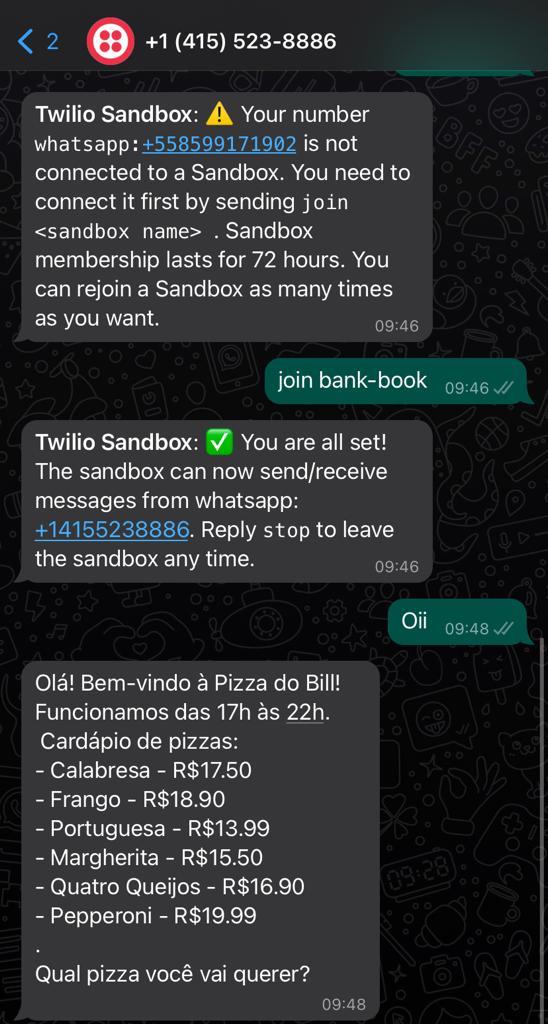 2
+1 (415) 523-8886
Twilio Sandbox: ⚠️ Your number
whatsapp:+558599171902 is not
connected to a Sandbox. You need to
connect it first by sending join
<sandbox name> . Sandbox
membership lasts for 72 hours. You
can rejoin a Sandbox as many times
as you want.
09:46
join bank-book 09:46
Twilio Sandbox: ✅ You are all set!
The sandbox can now send/receive
messages from whatsapp:
+14155238886. Reply stop to leave
the sandbox any time.
09:46
Oii 09:48
Olá! Bem-vindo à Pizza do Bill!
Funcionamos das 17h às 22h.
Cardápio de pizzas:
- Calabresa - R$17.50
- Frango - R$18.90
- Portuguesa - R$13.99
- Margherita - R$15.50
- Quatro Queijos - R$16.90
- Pepperoni - R$19.99
.
Qual pizza você vai querer?
09:48
BFF
09:28